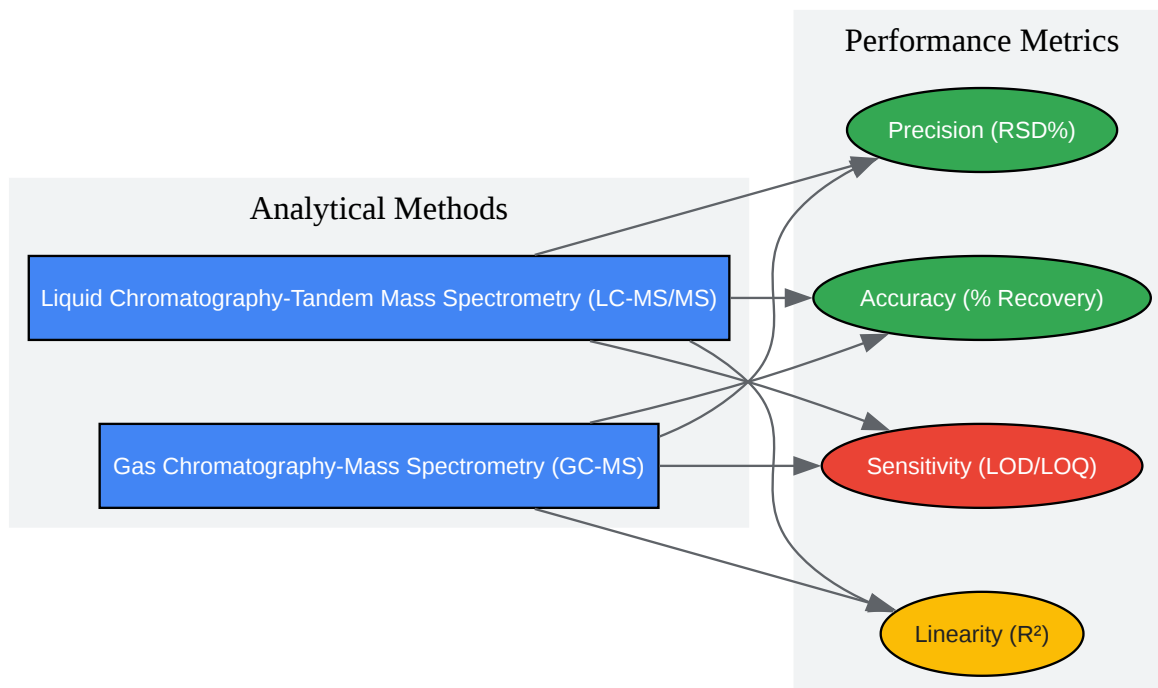 Performance Metrics
Precision (RSD%)
Analytical Methods
Liquid Chromatography-Tandem Mass Spectrometry (LC-MS/MS)
Accuracy (% Recovery)
Gas Chromatography-Mass Spectrometry (GC-MS)
Sensitivity (LOD/LOQ)
Linearity (R²)